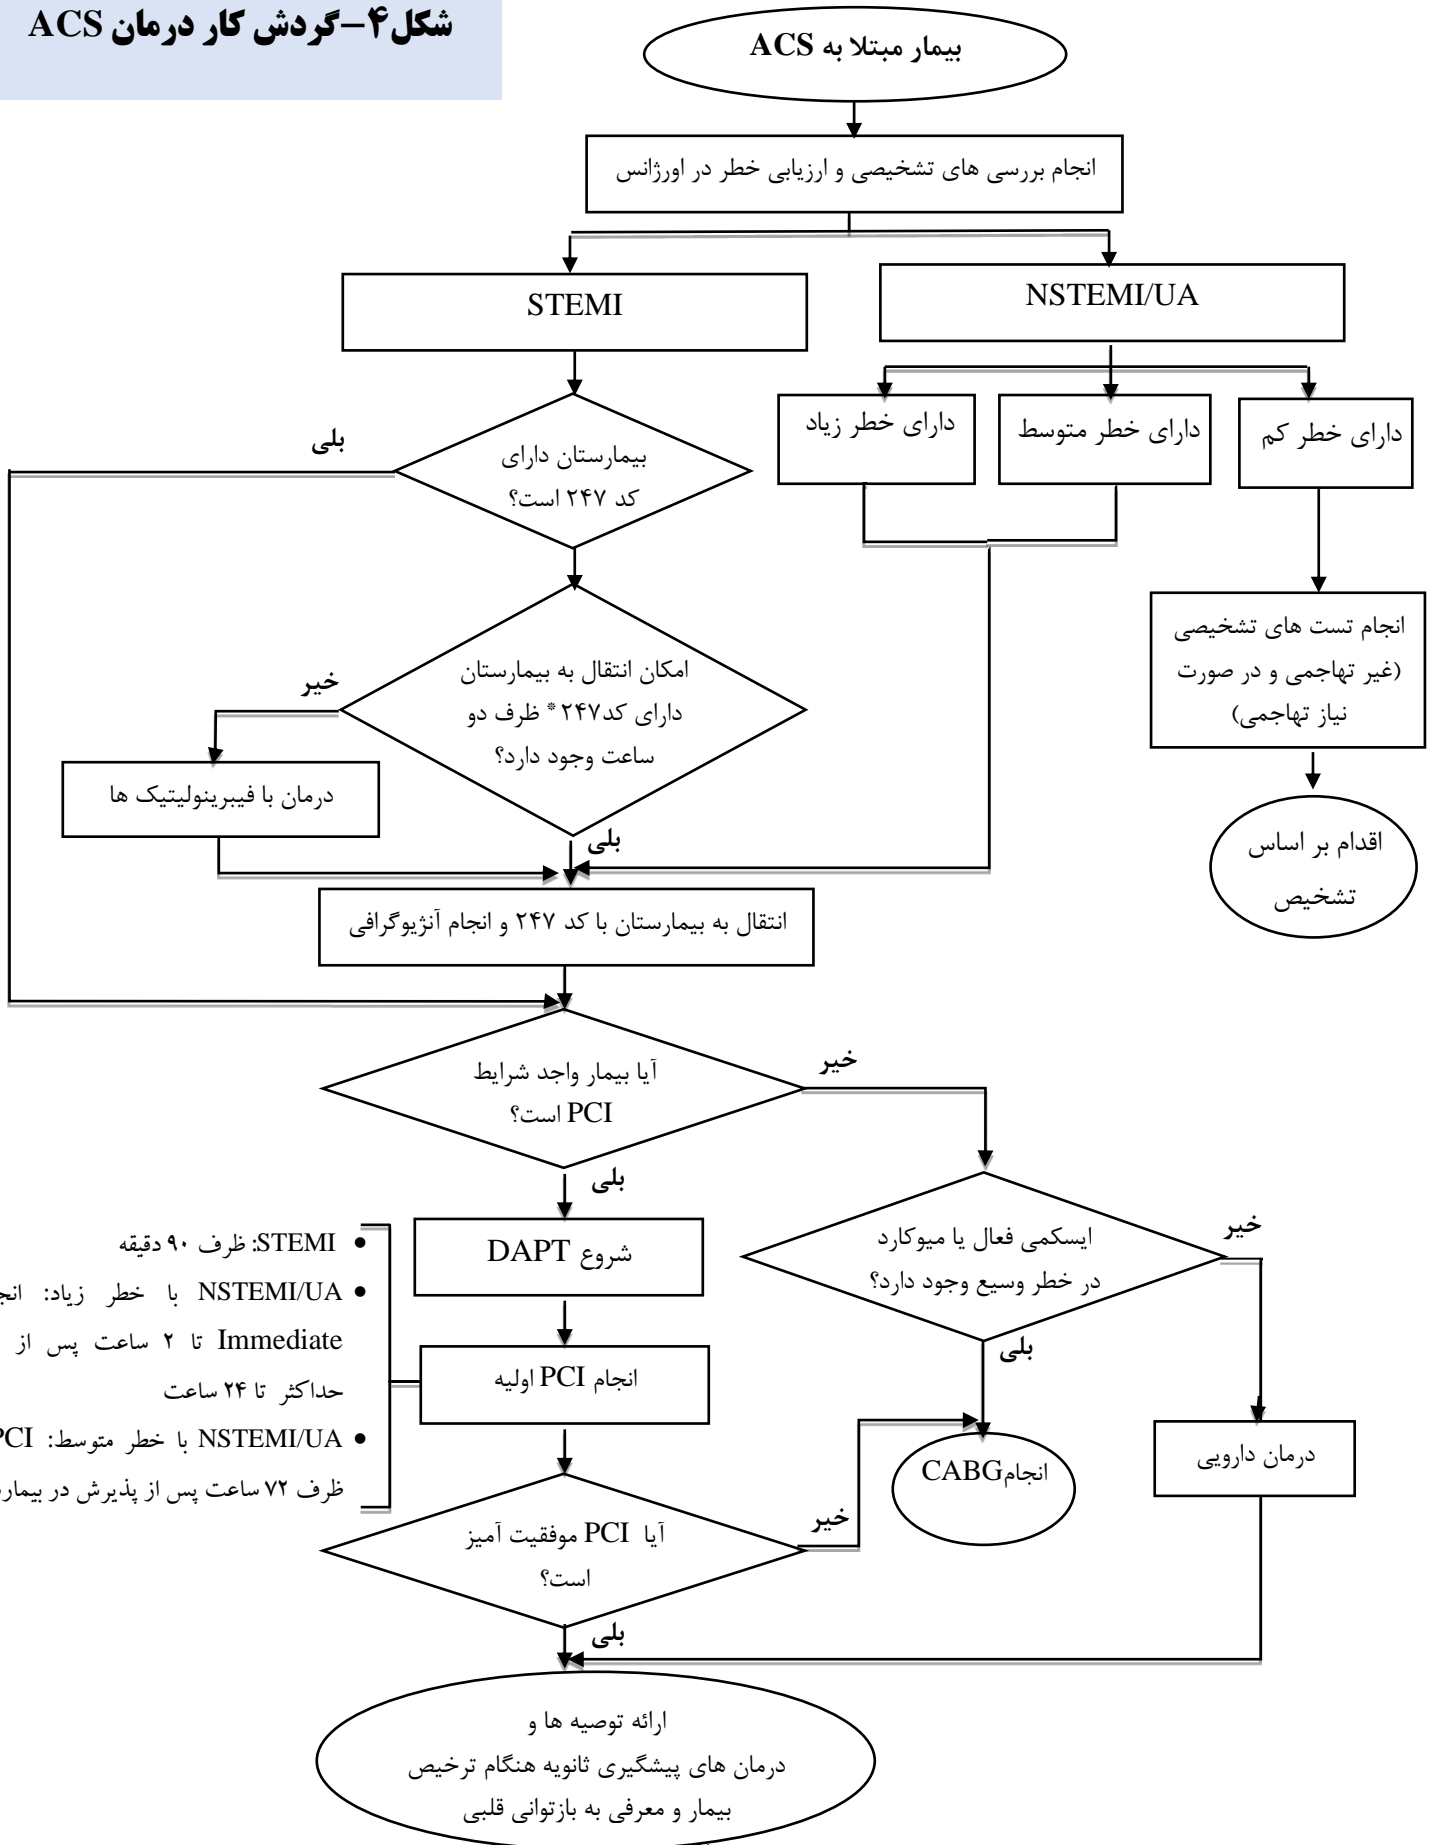 شکل۴-گردش کار درمان ACS
بیمار مبتلا به ACS
انجام بررسی های تشخیصی و ارزیابی خطر در اورژانس
STEMI
NSTEMI/UA
دارای خطر زیاد
دارای خطر متوسط
دارای خطر کم
بلی
بیمارستان دارای
کد ۲۴۷ است؟
انجام تست های تشخیصی
(غیر تهاجمی و در صورت
نیاز تهاجمی)
خیر
امکان انتقال به بیمارستان
دارای کد۲۴۷* ظرف دو
ساعت وجود دارد؟
درمان با فیبرینولیتیک ها
بلی
اقدام بر اساس
تشخیص
انتقال به بیمارستان با کد ۲۴۷ و انجام آنژیوگرافی
خیر
آیا بیمار واجد شرایط
PCI است؟
بلی
خیر
ایسکمی فعال یا میوکارد
در خطر وسیع وجود دارد؟
بلی
شروع DAPT
انجام PCI اولیه
• STEMI: ظرف ۹۰ دقیقه
• NSTEMI/UA با خطر زیاد:
Immediate تا ۲ ساعت پس از
حداکثر تا ۲۴ ساعت
• NSTEMI/UA با خطر متوسط: PCI
ظرف ۷۲ ساعت پس از پذیرش در
انجامCABG
درمان دارویی
خیر
آیا PCI موفقیت آمیز
است؟
بلی
ارائه توصیه ها و
درمان های پیشگیری ثانویه هنگام ترخیص
بیمار و معرفی به بازتوانی قلبی